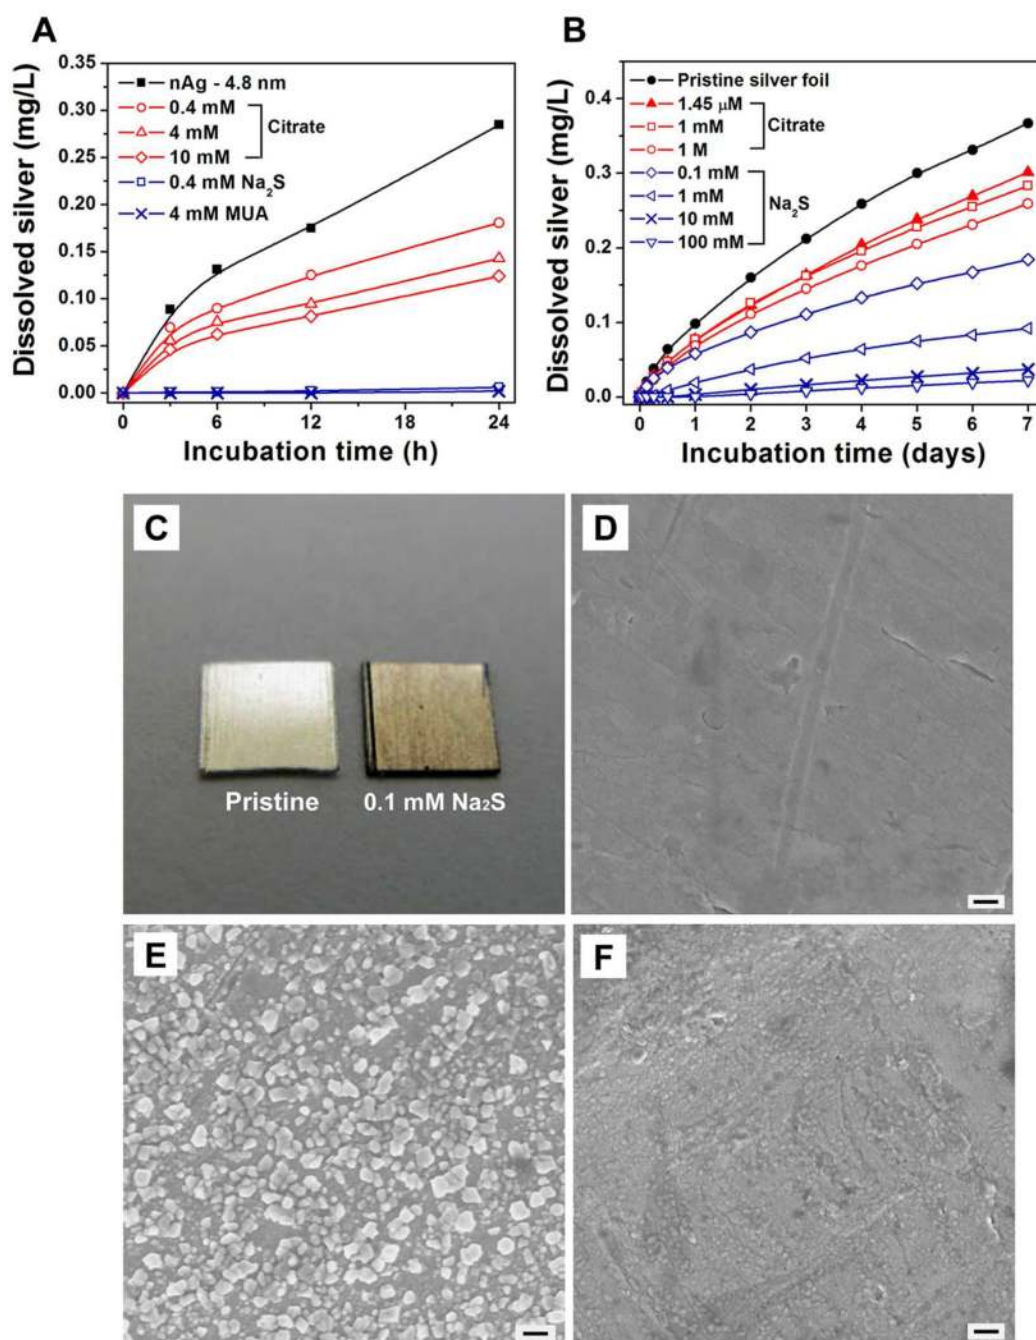 A
Dissolved silver (mg/L)
0.35
0.30
0.25
0.20
0.15
0.10
0.05
0.00
nAg - 4.8 nm
0.4 mM
4 mM
10 mM
Citrate
0.4 mM Na₂S
4 mM MUA
0 6 12 18 24
Incubation time (h)
B
Dissolved silver (mg/L)
0.4
0.3
0.2
0.1
0.0
Pristine silver foil
1.45 μM
1 mM
1 M
Citrate
0.1 mM
1 mM
10 mM
100 mM
Na₂S
0 1 2 3 4 5 6 7
Incubation time (days)
C
Pristine 0.1 mM Na₂S
D
E
F